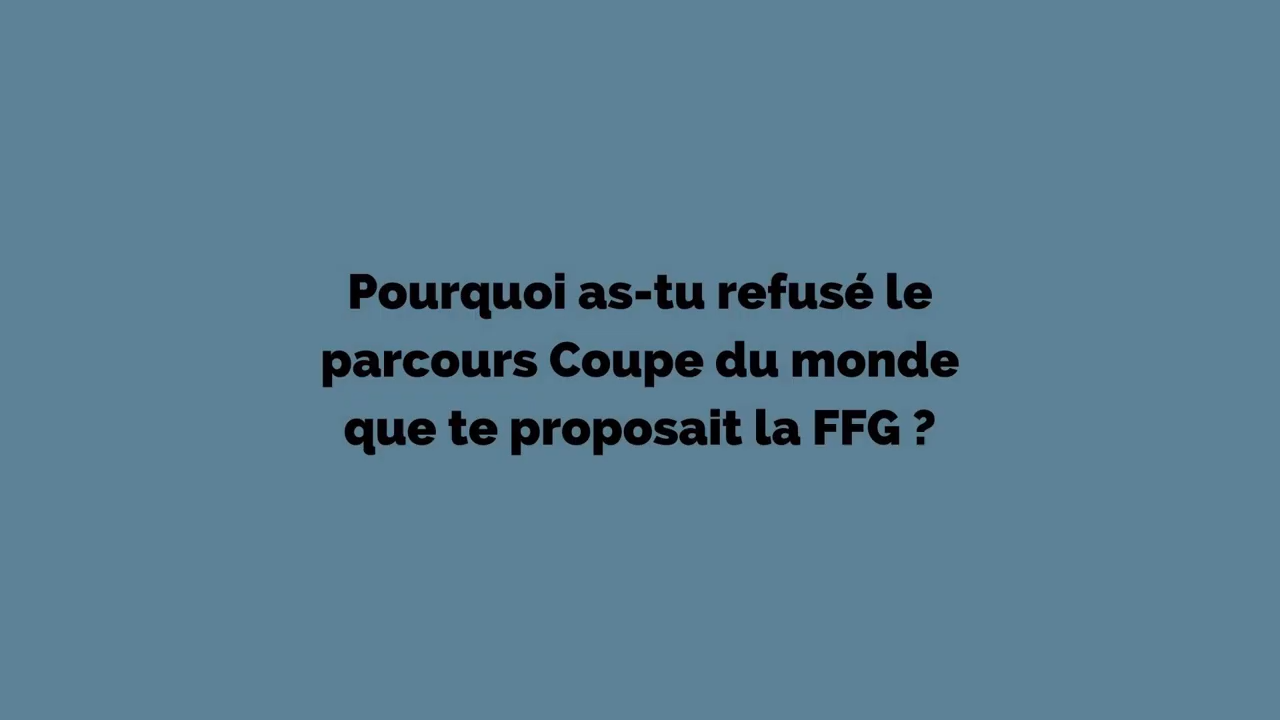 Pourquoi as-tu refusé le
parcours Coupe du monde
que te proposait la FFG ?